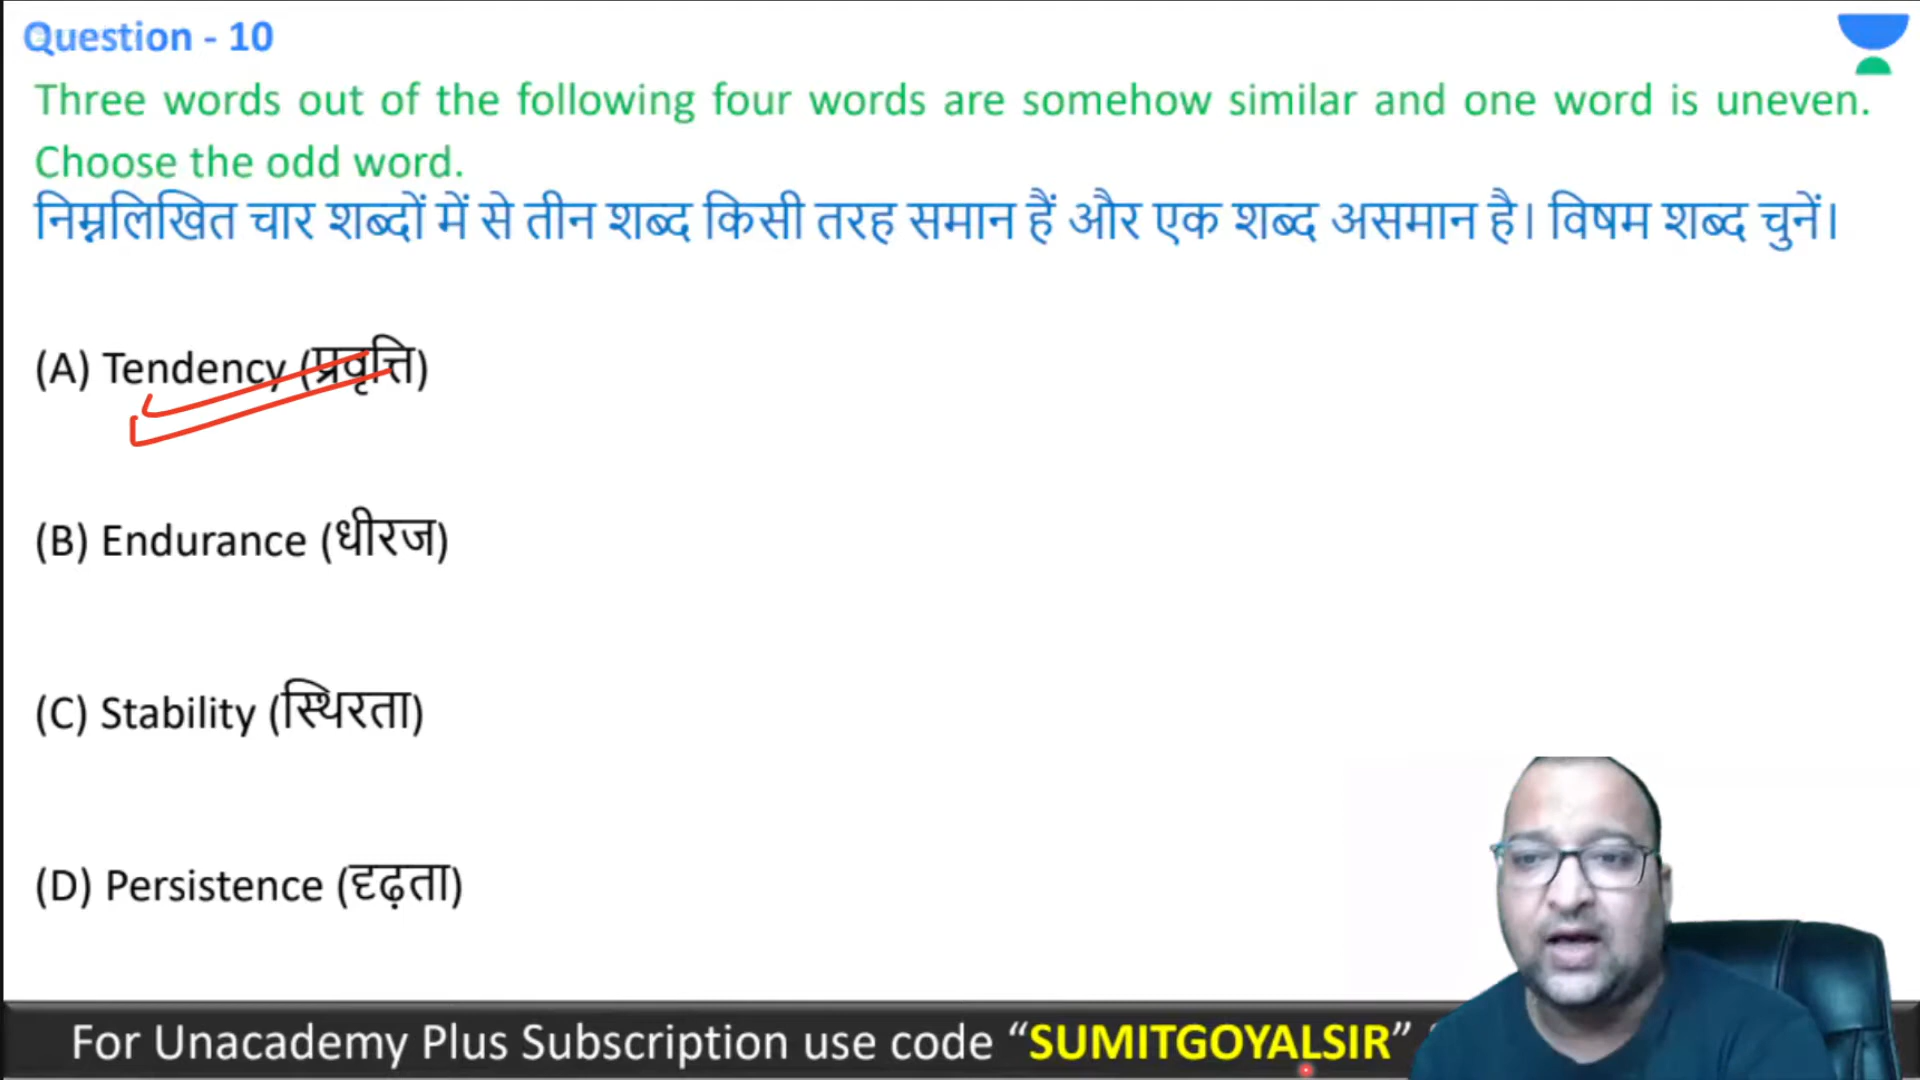 Question - 10
Three words out of the following four words are somehow similar and one word is uneven.
Choose the odd word.
निम्नलिखित चार शब्दों में से तीन शब्द किसी तरह समान हैं और एक शब्द असमान है। विषम शब्द चुनें।
(A) Tendency (प्रवृत्ति)
(B) Endurance (धीरज)
(C) Stability (स्थिरता)
(D) Persistence (दृढ़ता)
For Unacademy Plus Subscription use code “SUMITGOYALSIR”